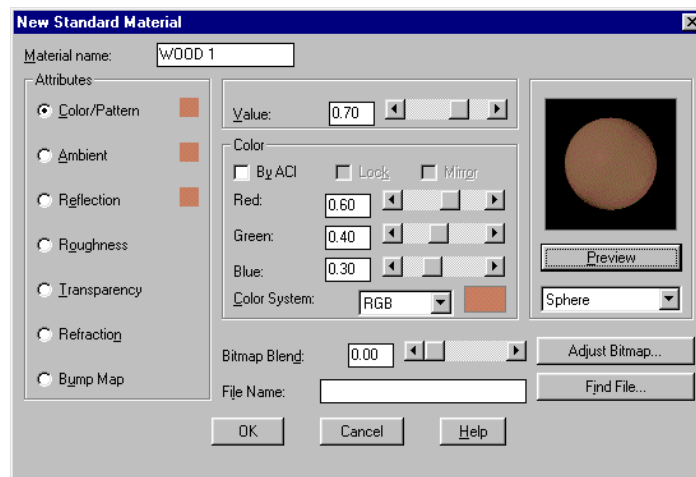 New Standard Material
Material name: WOOD 1
Attributes
Color/Pattern
Ambient
Reflection
Roughness
Transparency
Refraction
Bump Map
Value: 0.70
Color
By ACI Lock Mirror
Red: 0.60
Green: 0.40
Blue: 0.30
Color System: RGB
Preview
Sphere
Bitmap Blend: 0.00
Adjust Bitmap...
File Name:
Find File...
OK Cancel Help